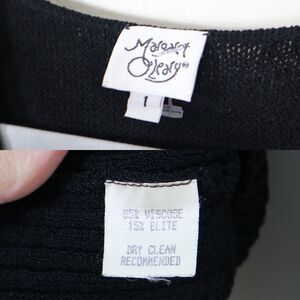 Margaret
O'Leary
1
85% VISCOSE
15% ELITE
DRY CLEAN
RECOMMENDED